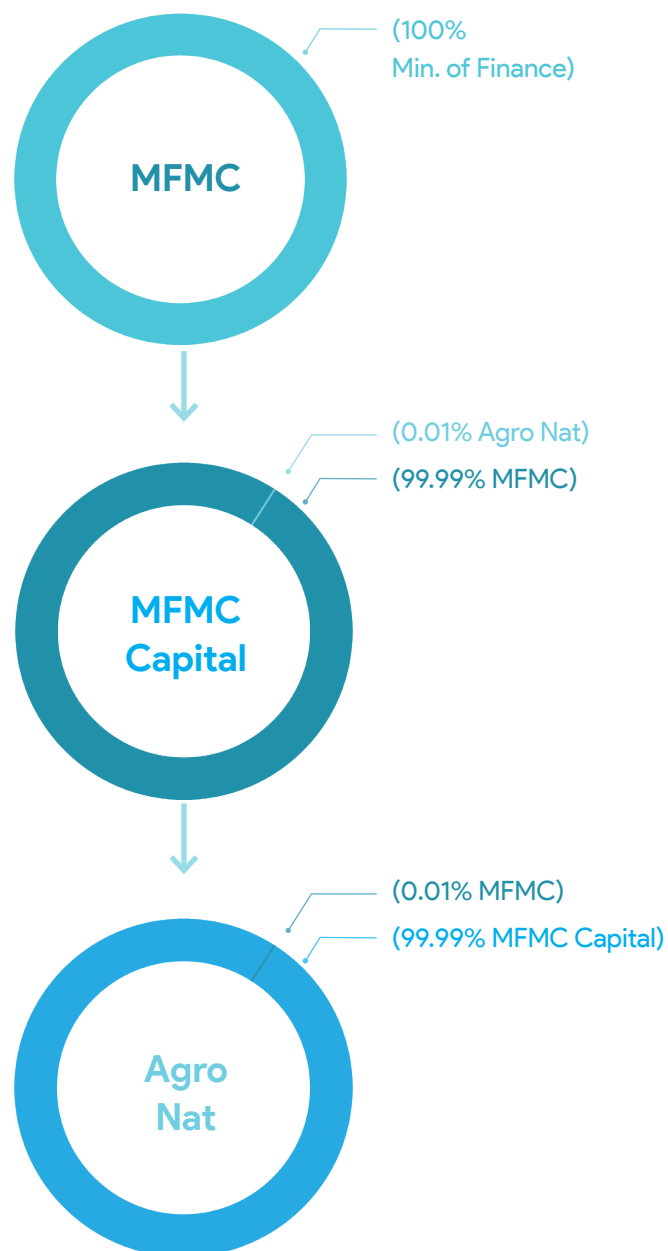 (100%
Min. of Finance)
MFMC
(0.01% Agro Nat)
(99.99% MFMC)
MFMC
Capital
(0.01% MFMC)
(99.99% MFMC Capital)
Agro
Nat